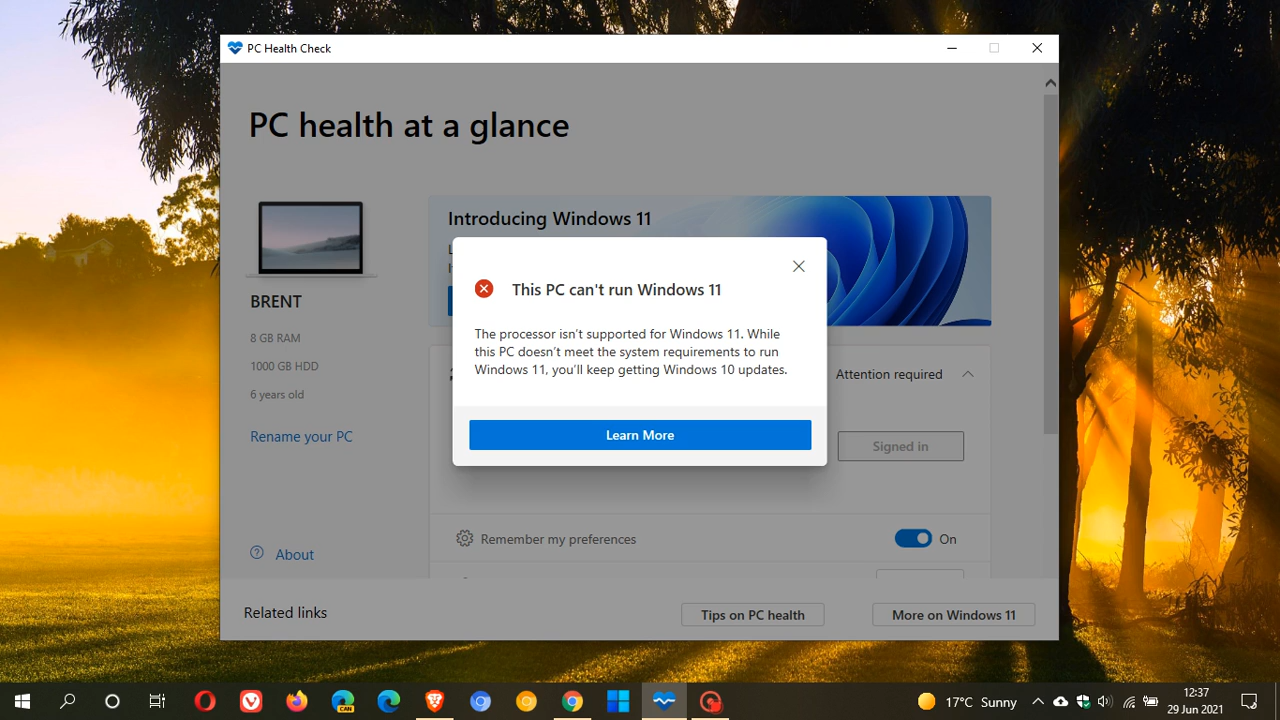 PC Health Check
PC health at a glance
BRENT
8 GB RAM
1000 GB HDD
6 years old
Rename your PC
About
Introducing Windows 11
This PC can't run Windows 11
The processor isn't supported for Windows 11. While
this PC doesn't meet the system requirements to run
Windows 11, you'll keep getting Windows 10 updates.
Learn More
Attention required
Signed in
Remember my preferences
On
Related links
Tips on PC health
More on Windows 11
CAN
17°C Sunny
12:37
29 Jun 2021